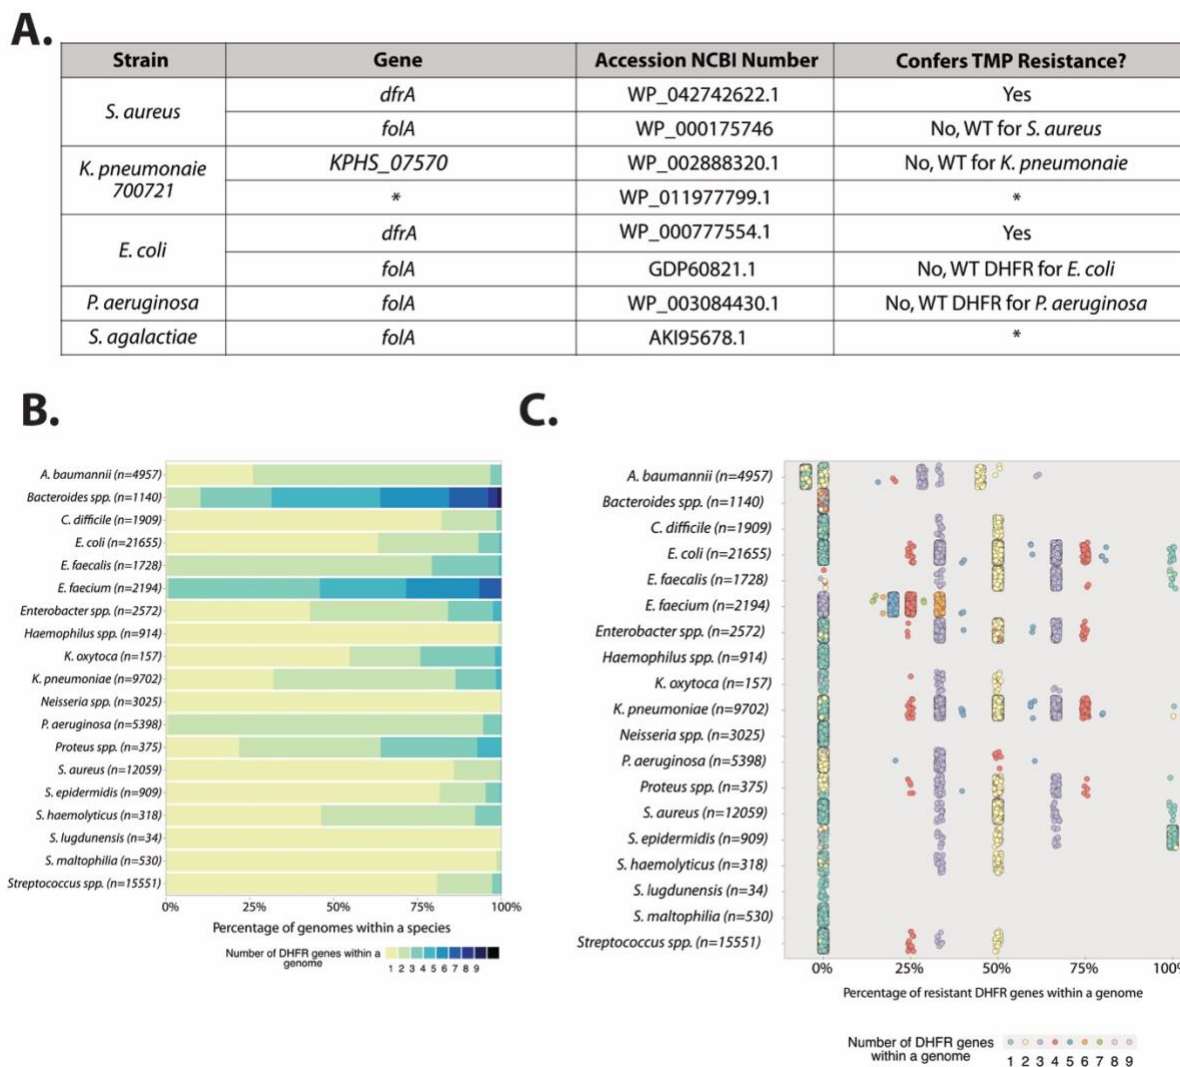 A.
Strain Gene Accession NCBI Number Confers TMP Resistance?
S. aureus dfrA WP_042742622.1 Yes
folA WP_000175746 No, WT for S. aureus
K. pneumonaie 700721 KPHS_07570 WP_002888320.1 No, WT for K. pneumonaie
* WP_011977799.1 *
E. coli dfrA WP_000777554.1 Yes
folA GDP60821.1 No, WT DHFR for E. coli
P. aeruginosa folA WP_003084430.1 No, WT DHFR for P. aeruginosa
S. agalactiae folA AKI95678.1 *
B.
A. baumannii (n=4957)
Bacteroides spp. (n=1140)
C. difficile (n=1909)
E. coli (n=21655)
E. faecalis (n=1728)
E. faecium (n=2194)
Enterobacter spp. (n=2572)
Haemophilus spp. (n=914)
K. oxytoca (n=157)
K. pneumoniae (n=9702)
Neisseria spp. (n=3025)
P. aeruginosa (n=5398)
Proteus spp. (n=375)
S. aureus (n=12059)
S. epidermidis (n=909)
S. haemolyticus (n=318)
S. lugdunensis (n=34)
S. maltophilia (n=530)
Streptococcus spp. (n=15551)
0% 25% 50% 75% 100%
Percentage of genomes within a species
Number of DHFR genes within a
genome
1 2 3 4 5 6 7 8 9
C.
A. baumannii (n=4957)
Bacteroides spp. (n=1140)
C. difficile (n=1909)
E. coli (n=21655)
E. faecalis (n=1728)
E. faecium (n=2194)
Enterobacter spp. (n=2572)
Haemophilus spp. (n=914)
K. oxytoca (n=157)
K. pneumoniae (n=9702)
Neisseria spp. (n=3025)
P. aeruginosa (n=5398)
Proteus spp. (n=375)
S. aureus (n=12059)
S. epidermidis (n=909)
S. haemolyticus (n=318)
S. lugdunensis (n=34)
S. maltophilia (n=530)
Streptococcus spp. (n=15551)
0% 25% 50% 75% 100%
Percentage of resistant DHFR genes within a genome
Number of DHFR genes
within a genome
1 2 3 4 5 6 7 8 9